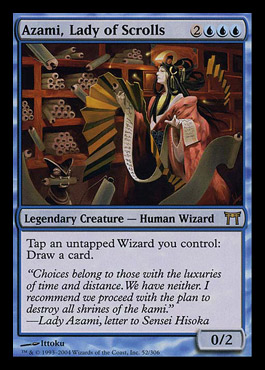 Azami, Lady of Scrolls 2
Legendary Creature — Human Wizard
Tap an untapped Wizard you control:
Draw a card.
“Choices belong to those with the luxuries
of time and distance. We have neither. I
recommend we proceed with the plan to
destroy all shrines of the kami.”
—Lady Azami, letter to Sensei Hisoka
Ittoku
™ & © 1993–2004 Wizards of the Coast, Inc. 52/306
0/2